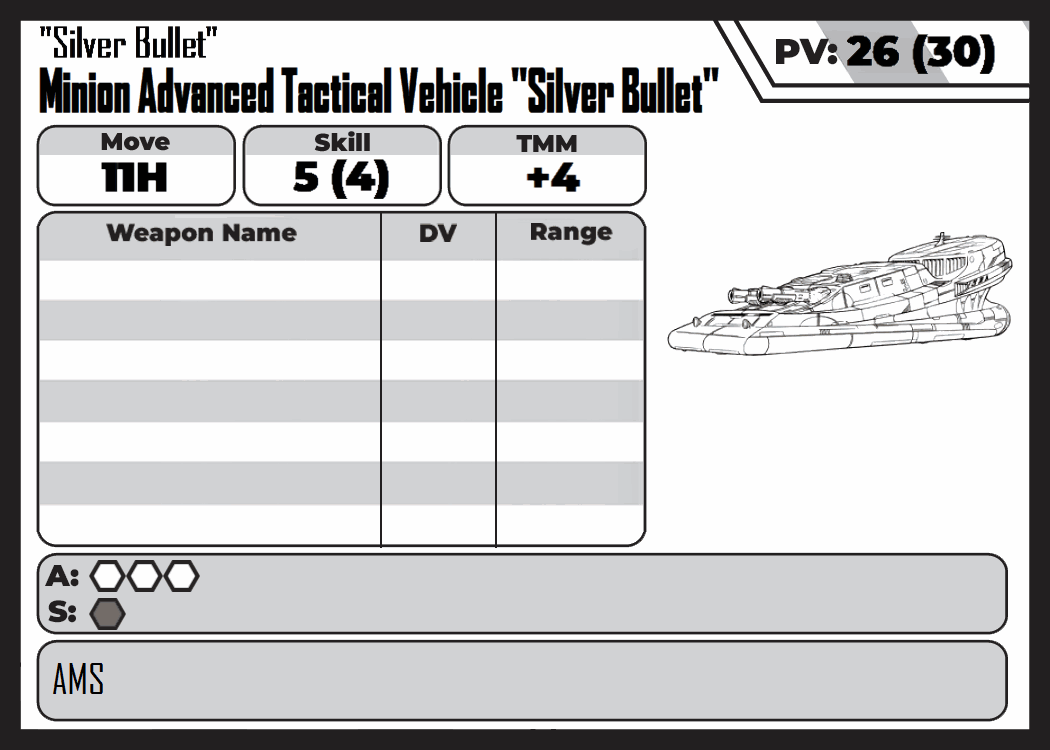 "Silver Bullet"
PV: 26 (30)
Minion Advanced Tactical Vehicle "Silver Bullet"
Move
Skill
TMM
11H
5 (4)
+4
Weapon Name
DV
Range
A:
S:
AMS